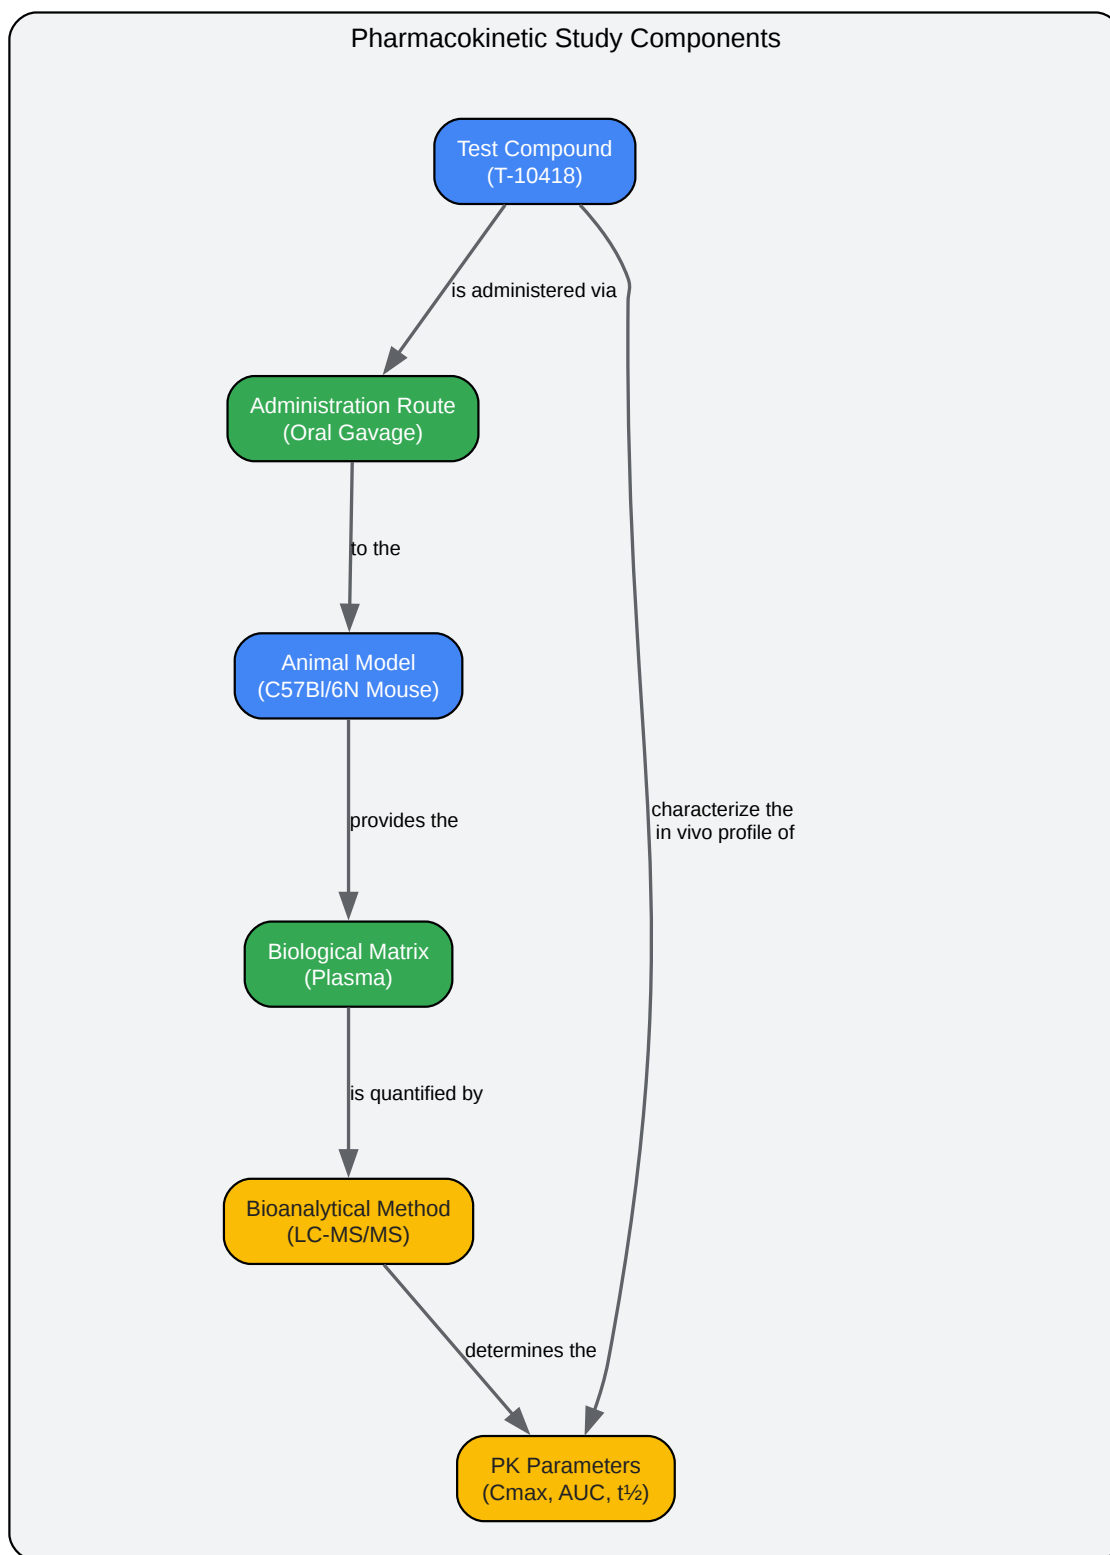 Pharmacokinetic Study Components
Test Compound
(T-10418)
is administered via
Administration Route
(Oral Gavage)
to the
Animal Model
(C57Bl/6N Mouse)
provides the
characterize the
in vivo profile of
Biological Matrix
(Plasma)
is quantified by
Bioanalytical Method
(LC-MS/MS)
determines the
PK Parameters
(Cmax, AUC, t½)